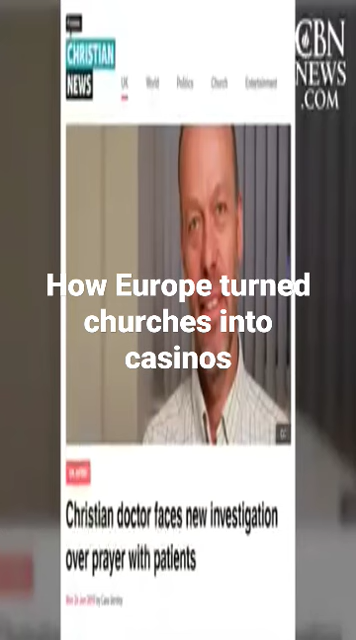 CBN
NEWS
.COM
CHRISTIAN
NEWS
UK World Politics Church Entertainment
How Europe turned
churches into
casinos
Christian doctor faces new investigation
over prayer with patients